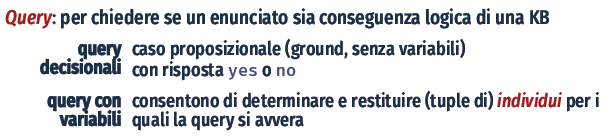 Query: per chiedere se un enunciato sia conseguenza logica di una KB
query decisionali caso proposizionale (ground, senza variabili)
con risposta yes o no
query con variabili consentono di determinare e restituire (tuple di) individui per i
quali la query si avvera